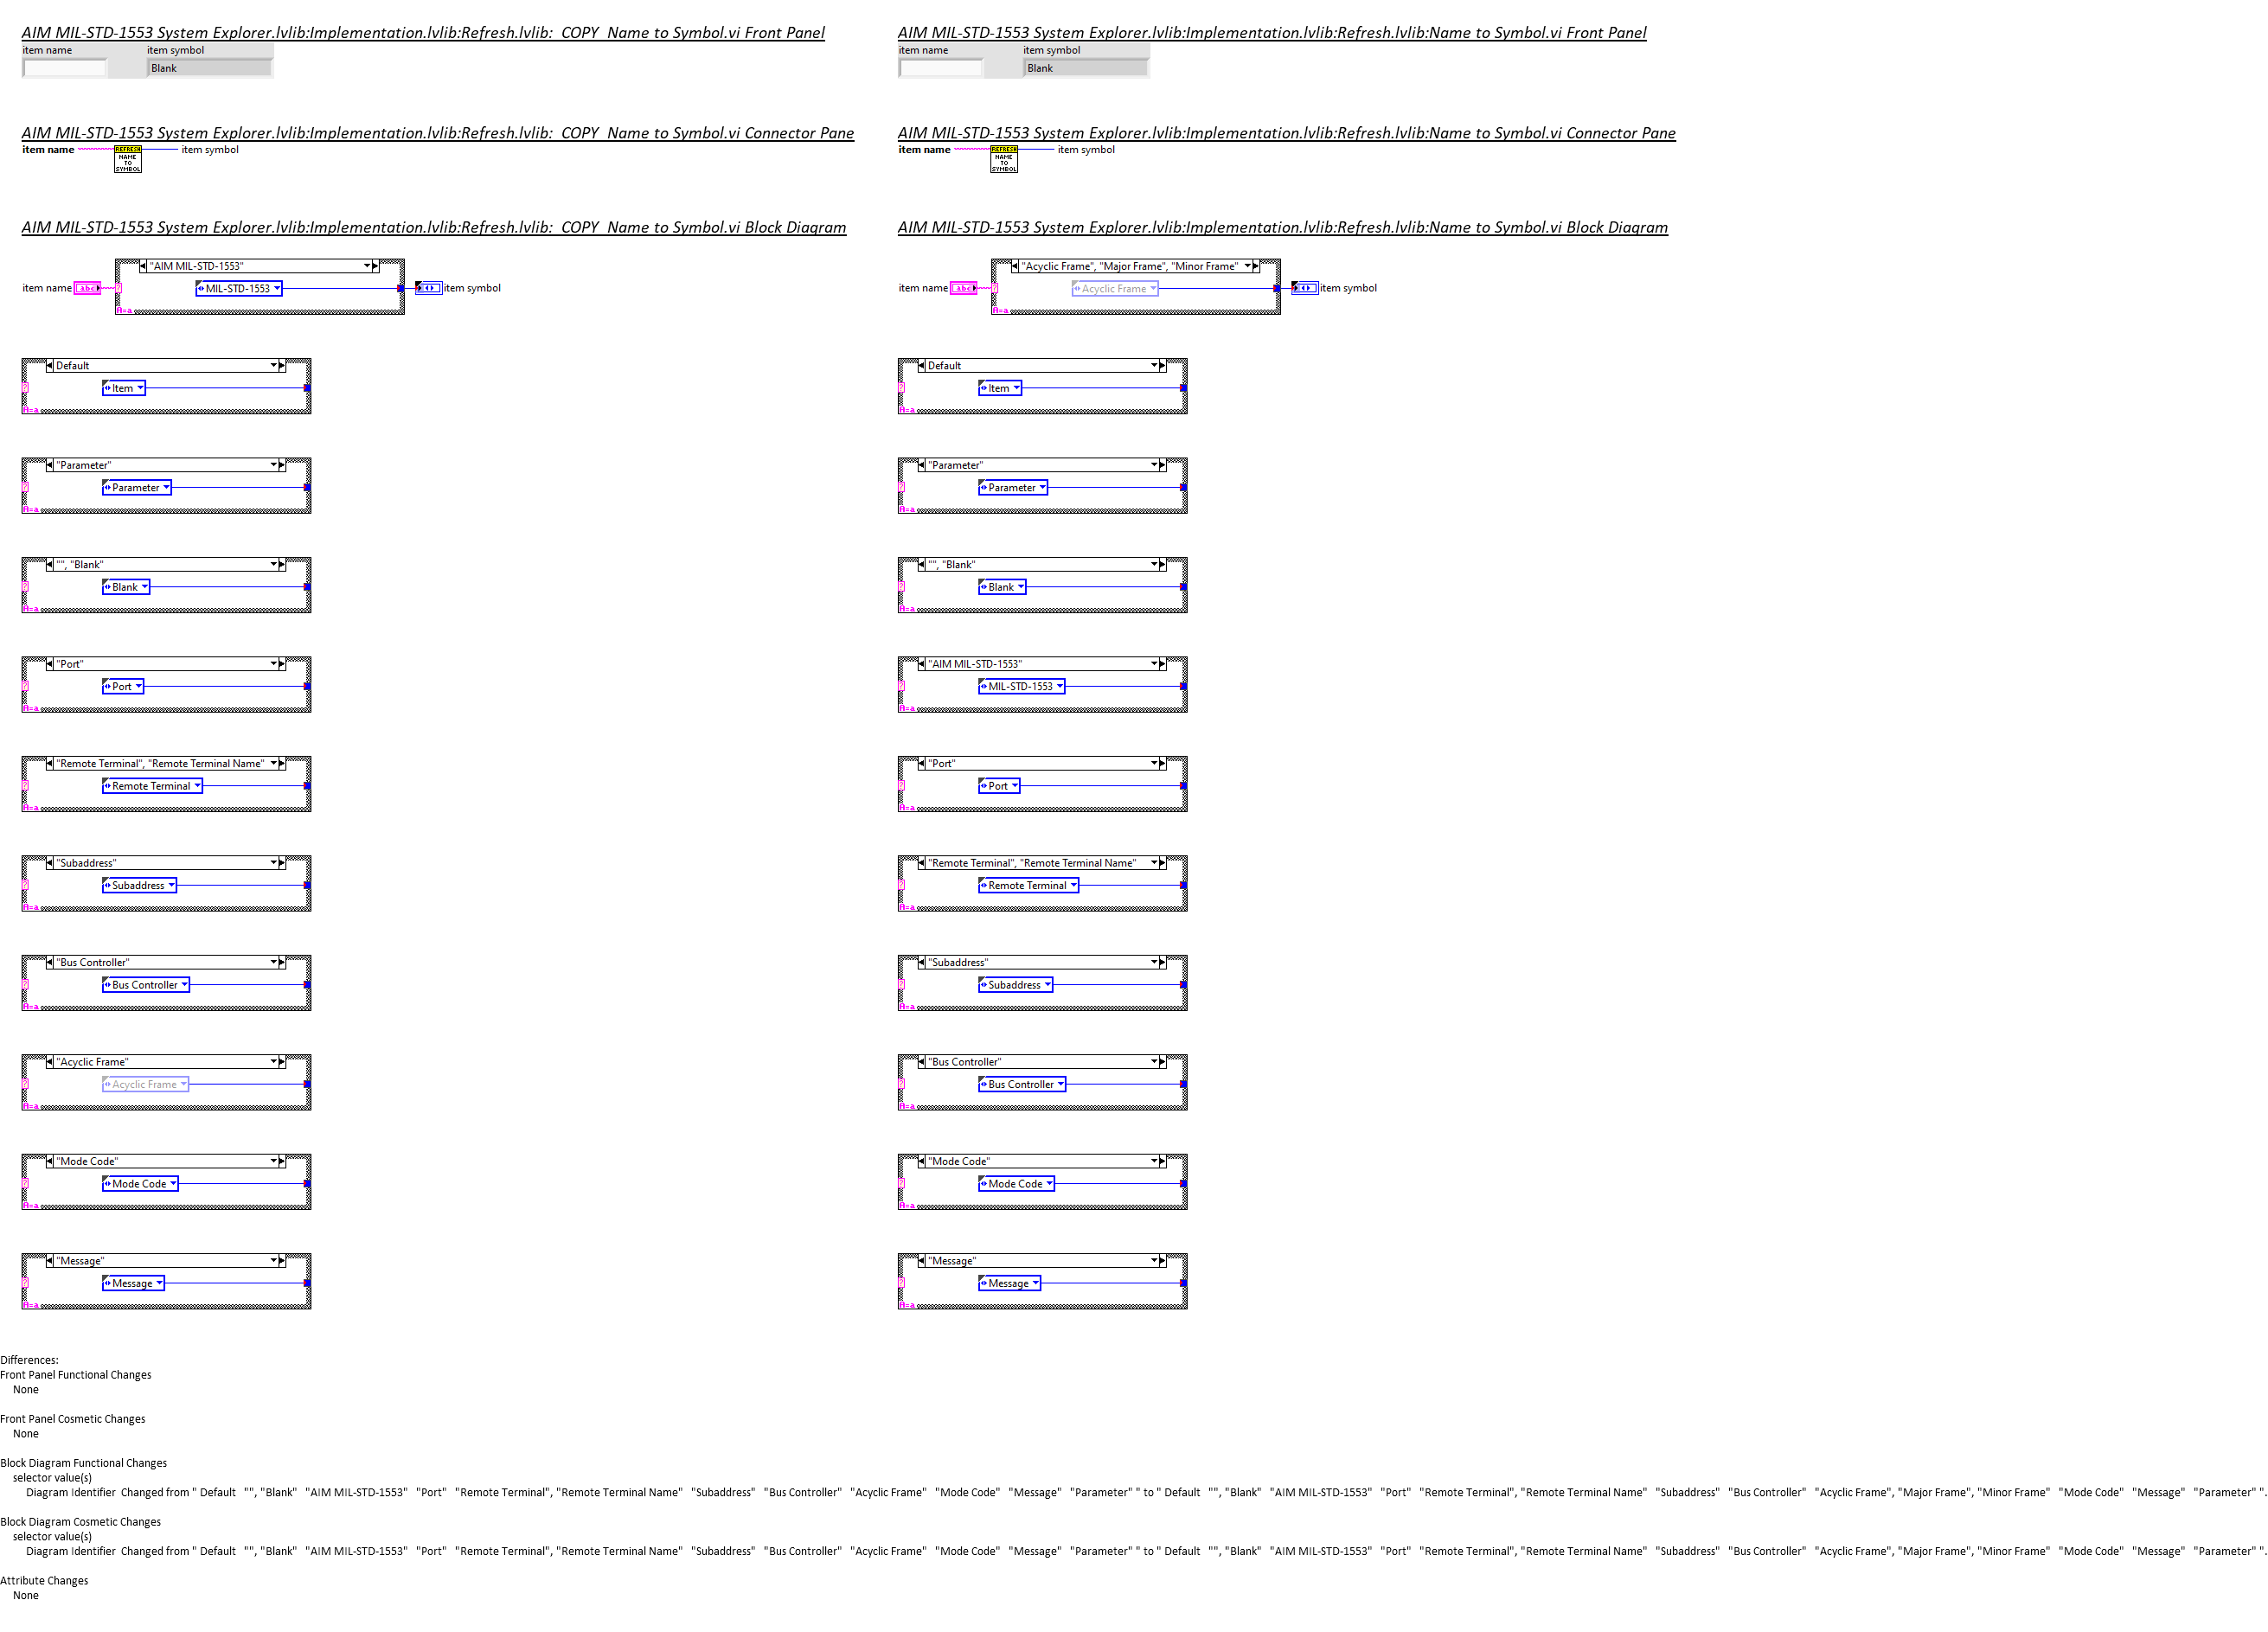 AIM MIL-STD-1553 System Explorer.lvlib:Implementation.lvlib:Refresh.lvlib:  COPY  Name to Symbol.vi Front Panel
item name item symbol
Blank
AIM MIL-STD-1553 System Explorer.lvlib:Implementation.lvlib:Refresh.lvlib:  COPY  Name to Symbol.vi Connector Pane
item name REFRESH NAME TO SYMBOL item symbol
AIM MIL-STD-1553 System Explorer.lvlib:Implementation.lvlib:Refresh.lvlib:  COPY  Name to Symbol.vi Block Diagram
"AIM MIL-STD-1553"
item name abc ? MIL-STD-1553 item symbol
A=a
Default
? Item
A=a
"Parameter"
? Parameter
A=a
"", "Blank"
? Blank
A=a
"Port"
? Port
A=a
"Remote Terminal", "Remote Terminal Name"
? Remote Terminal
A=a
"Subaddress"
? Subaddress
A=a
"Bus Controller"
? Bus Controller
A=a
"Acyclic Frame"
? Acyclic Frame
A=a
"Mode Code"
? Mode Code
A=a
"Message"
? Message
A=a
AIM MIL-STD-1553 System Explorer.lvlib:Implementation.lvlib:Refresh.lvlib:Name to Symbol.vi Front Panel
item name item symbol
Blank
AIM MIL-STD-1553 System Explorer.lvlib:Implementation.lvlib:Refresh.lvlib:Name to Symbol.vi Connector Pane
item name REFRESH NAME TO SYMBOL item symbol
AIM MIL-STD-1553 System Explorer.lvlib:Implementation.lvlib:Refresh.lvlib:Name to Symbol.vi Block Diagram
"Acyclic Frame", "Major Frame", "Minor Frame"
item name abc ? Acyclic Frame item symbol
A=a
Default
? Item
A=a
"Parameter"
? Parameter
A=a
"", "Blank"
? Blank
A=a
"AIM MIL-STD-1553"
? MIL-STD-1553
A=a
"Port"
? Port
A=a
"Remote Terminal", "Remote Terminal Name"
? Remote Terminal
A=a
"Subaddress"
? Subaddress
A=a
"Bus Controller"
? Bus Controller
A=a
"Mode Code"
? Mode Code
A=a
"Message"
? Message
A=a
Differences:
Front Panel Functional Changes
None
Front Panel Cosmetic Changes
None
Block Diagram Functional Changes
selector value(s)
Diagram Identifier  Changed from " Default   "", "Blank"   "AIM MIL-STD-1553"   "Port"   "Remote Terminal", "Remote Terminal Name"   "Subaddress"   "Bus Controller"   "Acyclic Frame"   "Mode Code"   "Message"   "Parameter" " to " Default   "", "Blank"   "AIM MIL-STD-1553"   "Port"   "Remote Terminal", "Remote Terminal Name"   "Subaddress"   "Bus Controller"   "Acyclic Frame", "Major Frame", "Minor Frame"   "Mode Code"   "Message"   "Parameter" ".
Block Diagram Cosmetic Changes
selector value(s)
Diagram Identifier  Changed from " Default   "", "Blank"   "AIM MIL-STD-1553"   "Port"   "Remote Terminal", "Remote Terminal Name"   "Subaddress"   "Bus Controller"   "Acyclic Frame"   "Mode Code"   "Message"   "Parameter" " to " Default   "", "Blank"   "AIM MIL-STD-1553"   "Port"   "Remote Terminal", "Remote Terminal Name"   "Subaddress"   "Bus Controller"   "Acyclic Frame", "Major Frame", "Minor Frame"   "Mode Code"   "Message"   "Parameter" ".
Attribute Changes
None